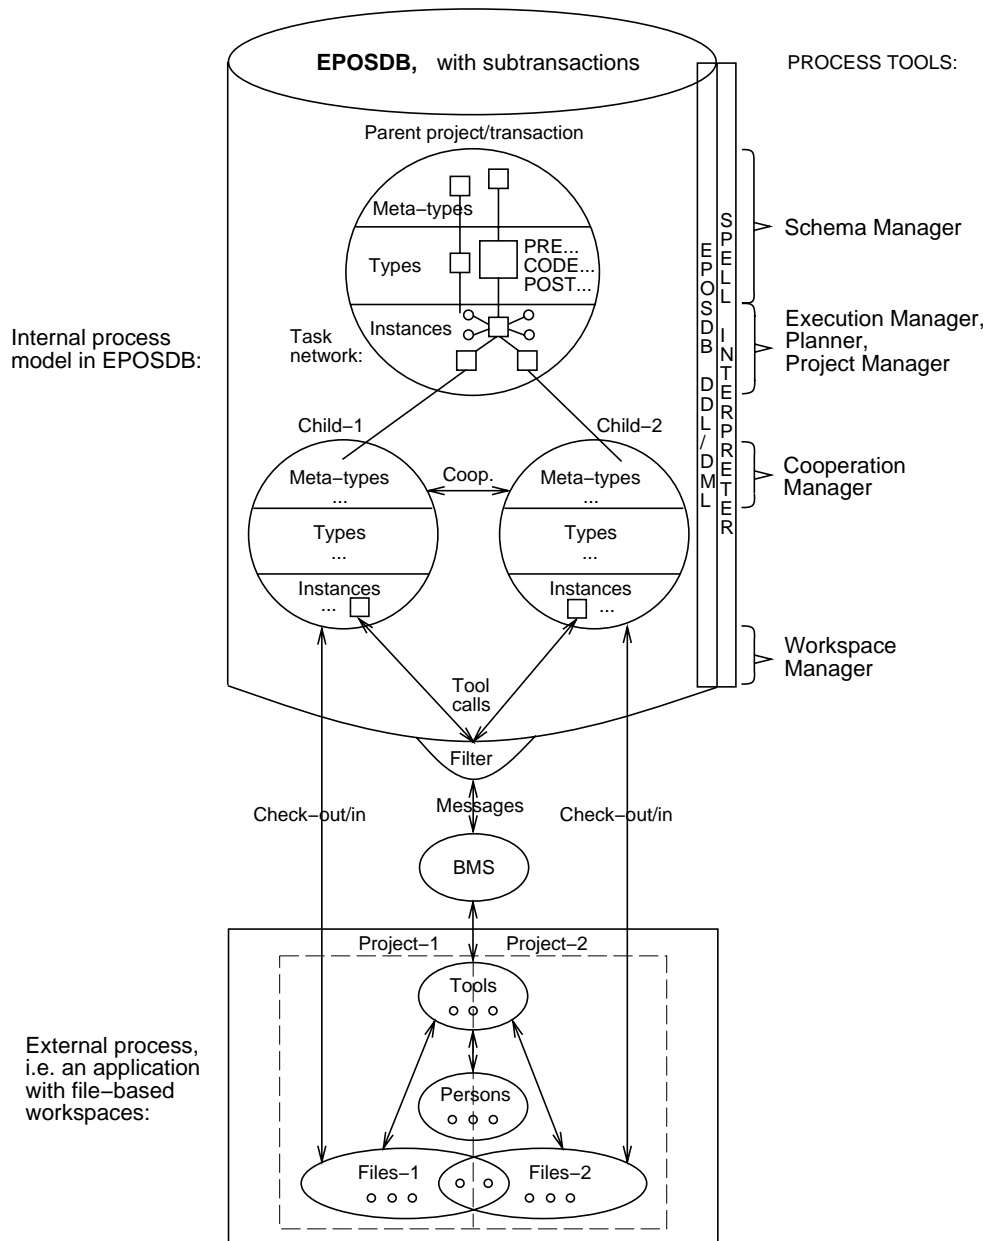 EPOSDB, with subtransactions
PROCESS TOOLS:
Parent project/transaction
Meta−types
Types
PRE...
CODE...
POST...
Instances
Task
network:
Internal process
model in EPOSDB:
EPOSDB DDL/DML
SPELL INTERPRETER
Schema Manager
Execution Manager,
Planner,
Project Manager
Cooperation
Manager
Workspace
Manager
Child−1
Child−2
Meta−types
...
Coop.
Meta−types
...
Types
...
Types
...
Instances
...
Instances
...
Tool
calls
Filter
Messages
Check−out/in
Check−out/in
BMS
Project−1
Project−2
Tools
External process,
i.e. an application
with file−based
workspaces:
Persons
Files-1
Files-2